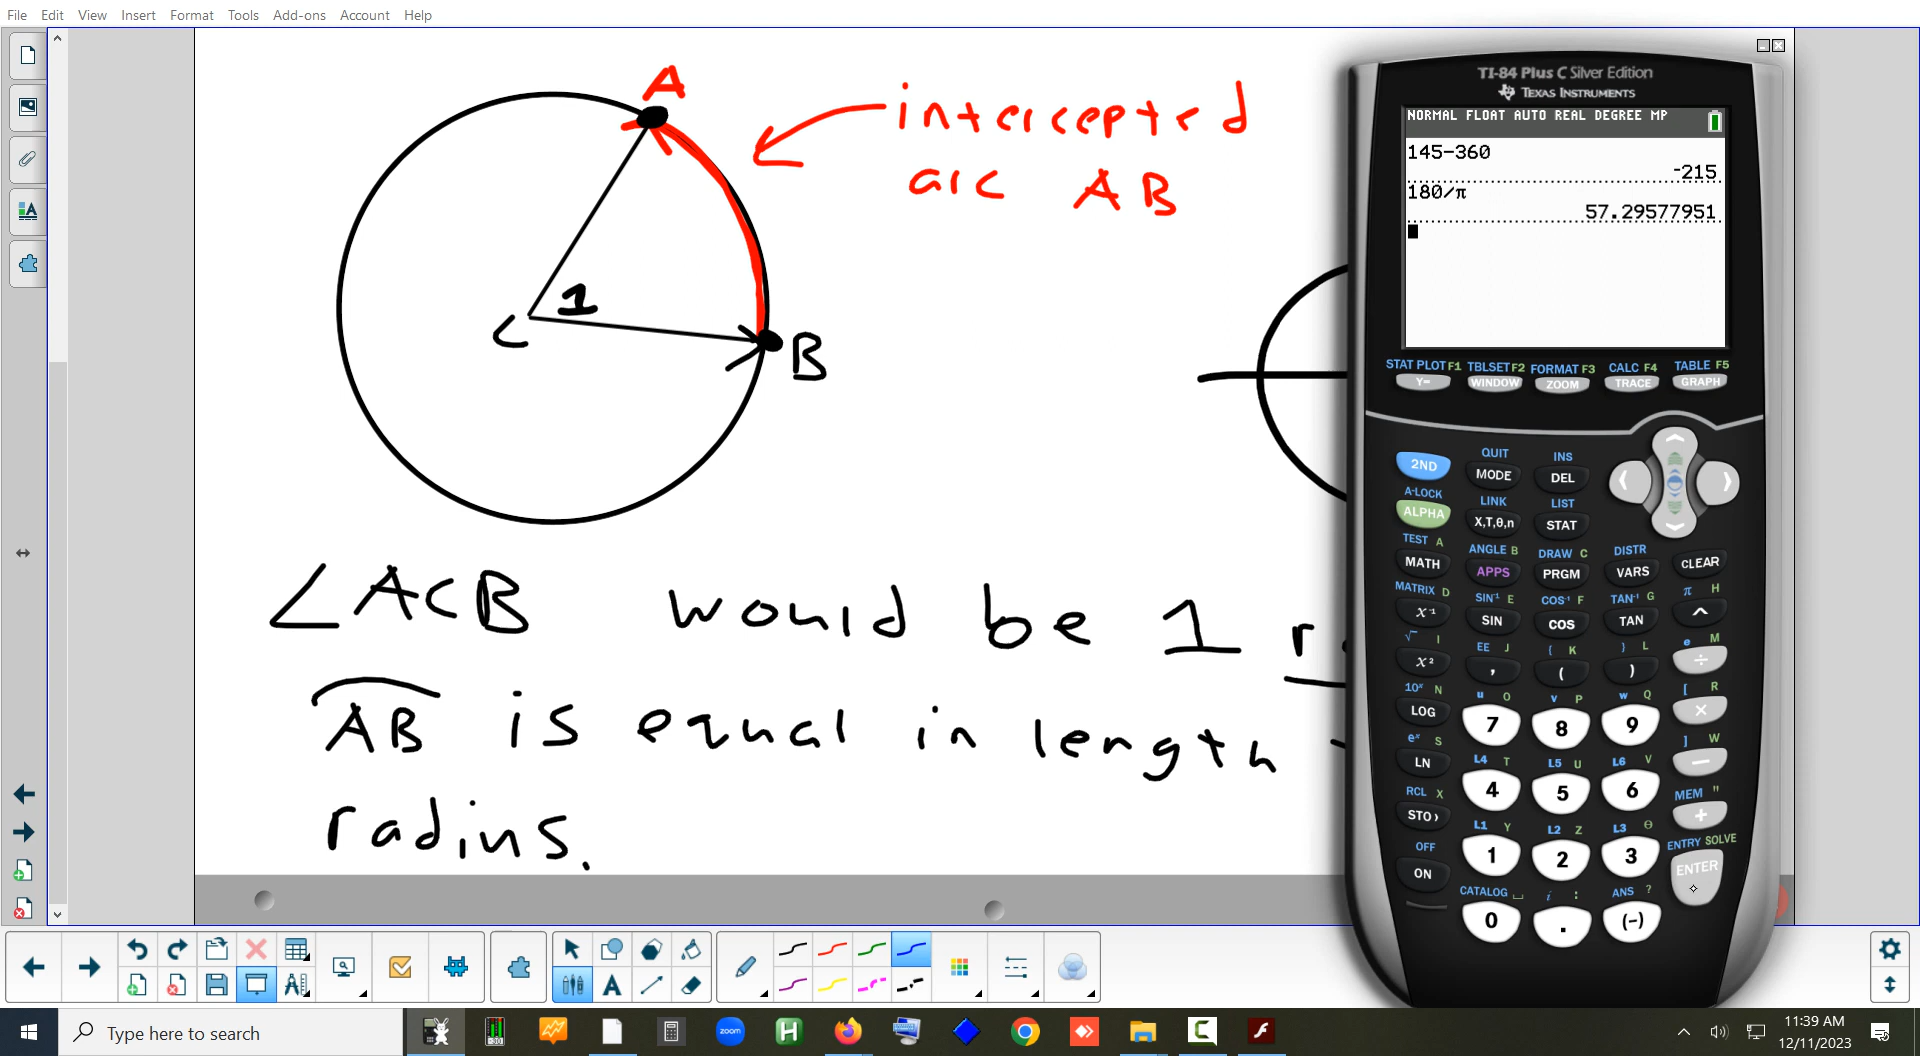 File Edit View Insert Format Tools Add-ons Account Help
A
intercepted
arc AB
1
C
B
∠ACB would be 1 r
AB is equal in length
radius.
TI-84 Plus C Silver Edition
TEXAS INSTRUMENTS
NORMAL FLOAT AUTO REAL DEGREE MP
145-360
-215
180/π
57.29577951
STAT PLOT F1 TBLSET F2 FORMAT F3 CALC F4 TABLE F5
Y= WINDOW ZOOM TRACE GRAPH
QUIT INS
2ND MODE DEL
A-LOCK LINK LIST
ALPHA X,T,θ,n STAT
TEST A ANGLE B DRAW C DISTR
MATH APPS PRGM VARS CLEAR
MATRIX D SIN⁻¹ E COS⁻¹ F TAN⁻¹ G π H
X⁻¹ SIN COS TAN ^
√ I EE J { K } L e M
X² , ( ) ÷
10ˣ N u O v P w Q [ R
LOG 7 8 9 ×
eˣ S L4 T L5 U L6 V ] W
LN 4 5 6 −
RCL X L1 Y L2 Z L3 θ MEM "
STO› 1 2 3 +
OFF CATALOG ⎵ i : ANS ? ENTRY SOLVE
ON 0 . (-) ENTER
A
Type here to search
zoom
H
C
11:39 AM
12/11/2023